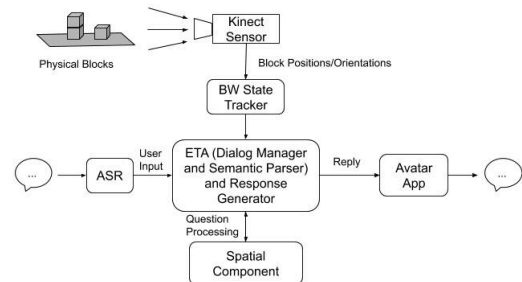 Kinect
Sensor
Physical Blocks
Block Positions/Orientations
BW State
Tracker
User
Input
ETA (Dialog Manager
and Semantic Parser)
and Response
Generator
Reply
...
ASR
Avatar
App
...
Question
Processing
Spatial
Component